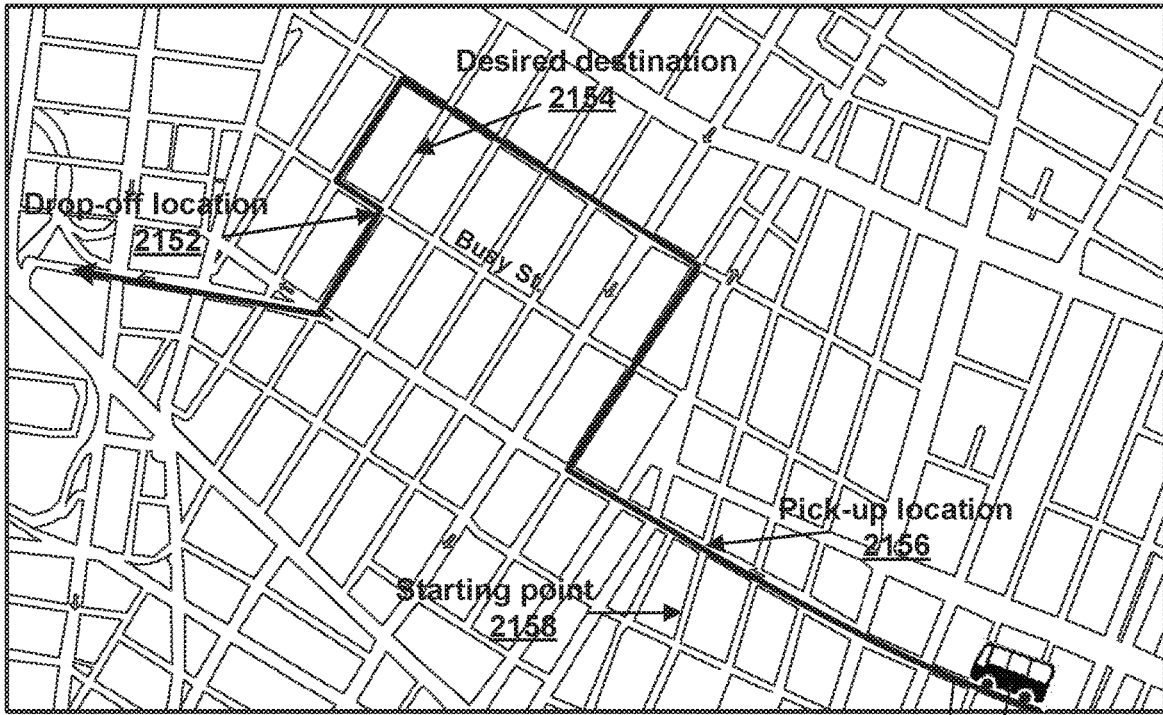 Desired destination
2154
Drop-off location
2152
Busy St.
Pick-up location
2156
Starting point
2158